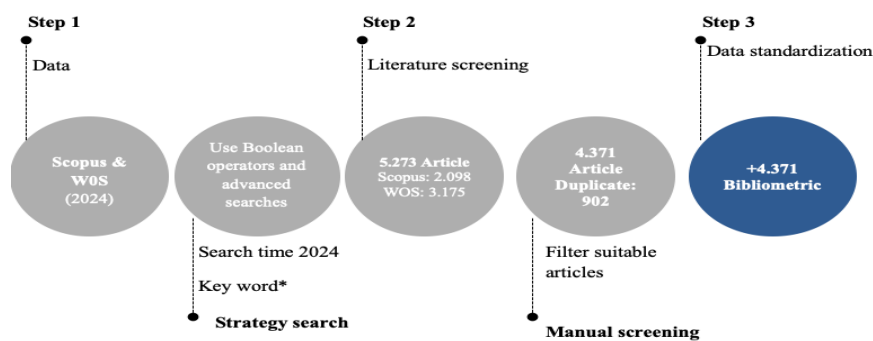 Step 1
Step 2
Step 3
Data
Literature screening
Data standardization
Scopus &
W0S
(2024)
Use Boolean
operators and
advanced
searches
5.273 Article
Scopus: 2.098
WOS: 3.175
4.371
Article
Duplicate:
902
+4.371
Bibliometric
Search time 2024
Key word*
Strategy search
Filter suitable
articles
Manual screening